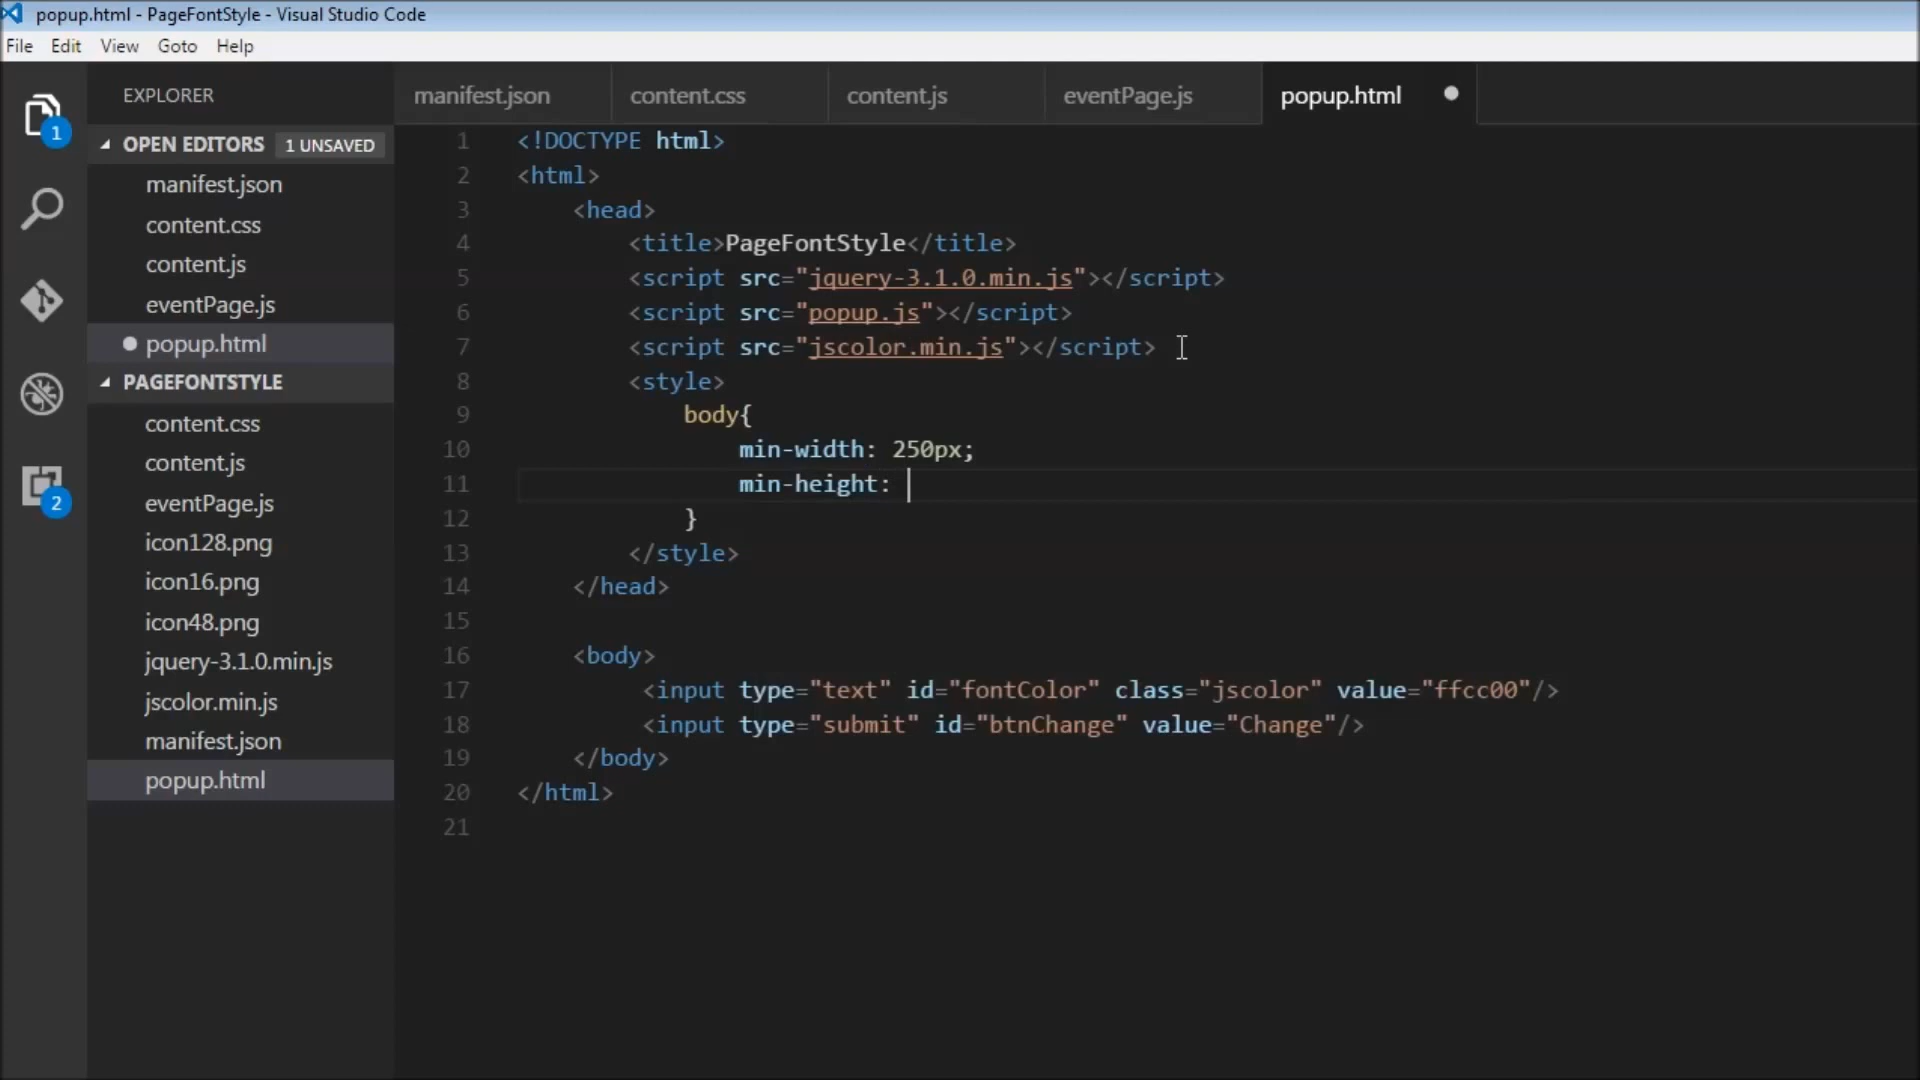 popup.html - PageFontStyle - Visual Studio Code
File Edit View Goto Help
EXPLORER
OPEN EDITORS 1 UNSAVED
manifest.json
content.css
content.js
eventPage.js
popup.html
PAGEFONTSTYLE
content.css
content.js
eventPage.js
icon128.png
icon16.png
icon48.png
jquery-3.1.0.min.js
jscolor.min.js
manifest.json
popup.html
1
2
manifest.json content.css content.js eventPage.js popup.html
1 <!DOCTYPE html>
2 <html>
3 <head>
4 <title>PageFontStyle</title>
5 <script src="jquery-3.1.0.min.js"></script>
6 <script src="popup.js"></script>
7 <script src="jscolor.min.js"></script>
8 <style>
9 body{
10 min-width: 250px;
11 min-height:
12 }
13 </style>
14 </head>
15
16 <body>
17 <input type="text" id="fontColor" class="jscolor" value="ffcc00"/>
18 <input type="submit" id="btnChange" value="Change"/>
19 </body>
20 </html>
21